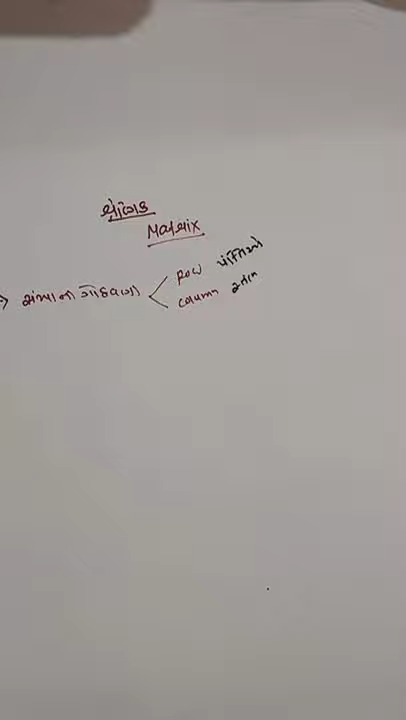 શ્રેણિક
Matrix
→ સંખ્યાની ગોઠવણી
Row પંક્તિઓ
column સ્તંભ